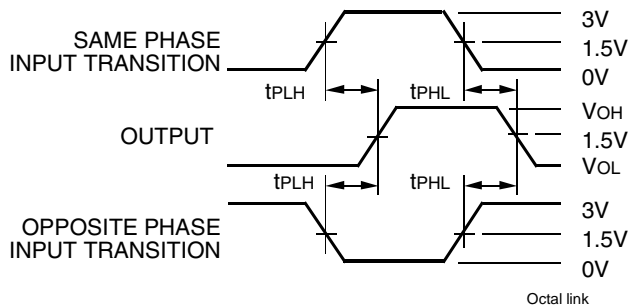 SAME PHASE
INPUT TRANSITION
3V
1.5V
0V
tPLH
tPHL
OUTPUT
VOH
1.5V
VOL
tPLH
tPHL
OPPOSITE PHASE
INPUT TRANSITION
3V
1.5V
0V
Octal link